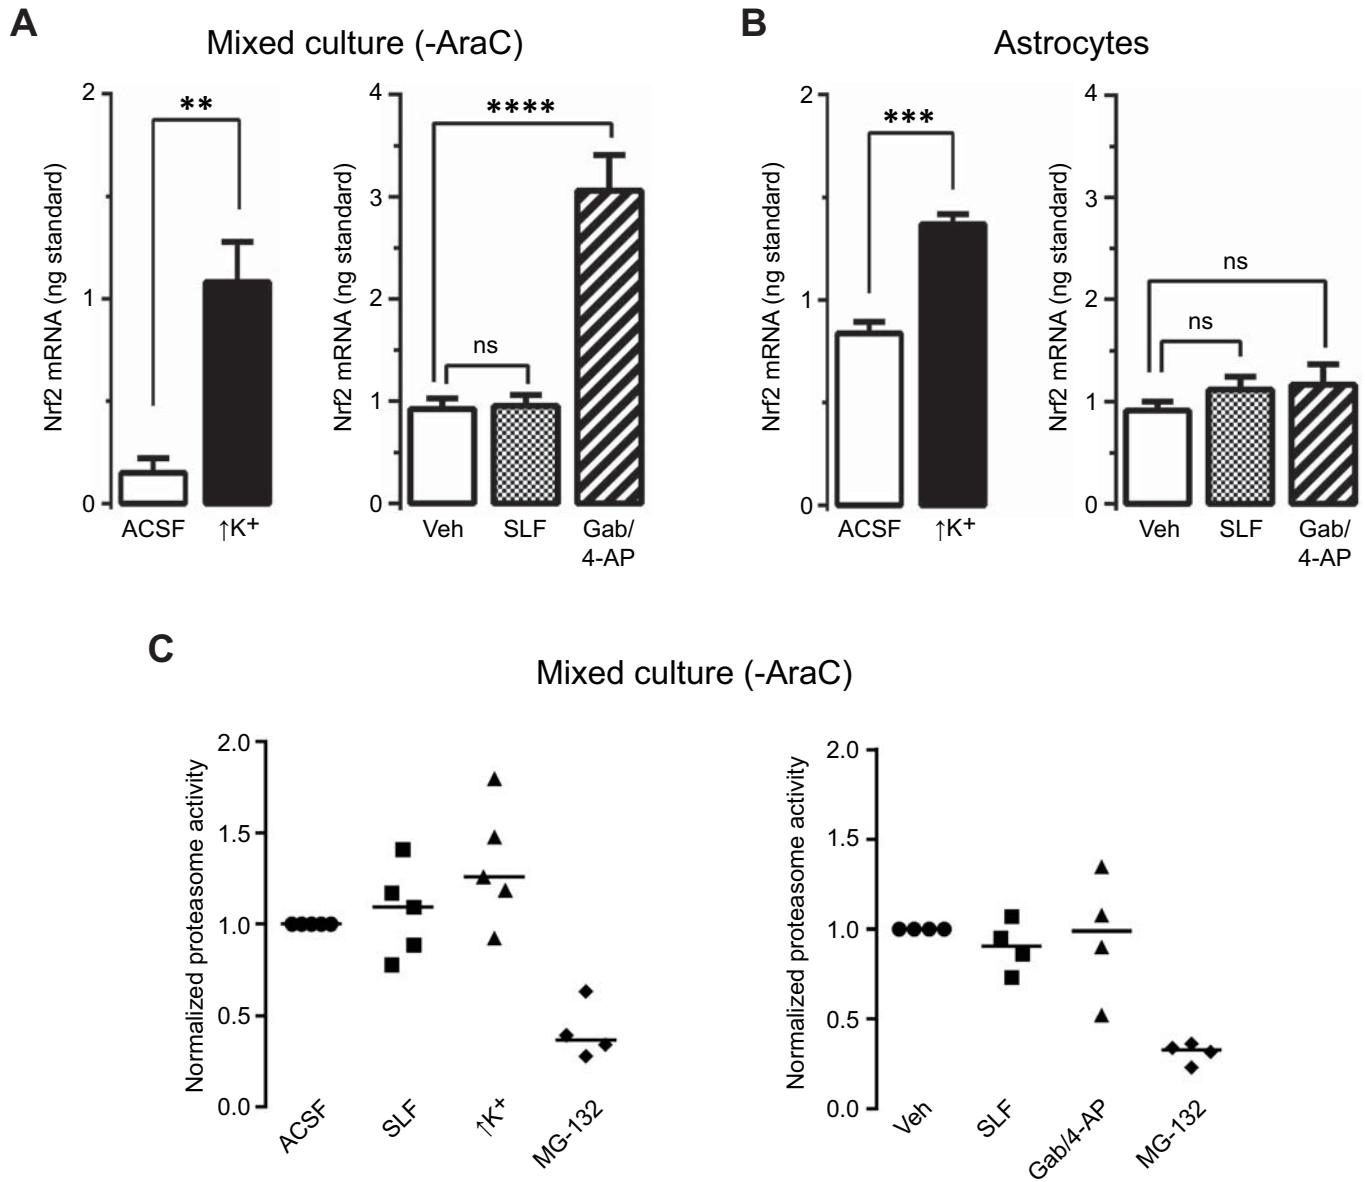 A
Mixed culture (-AraC)
Nrf2 mRNA (ng standard)
2
1
0
**
ACSF
↑K⁺
Nrf2 mRNA (ng standard)
4
3
2
1
0
****
ns
Veh
SLF
Gab/
4-AP
B
Astrocytes
Nrf2 mRNA (ng standard)
2
1
0
***
ACSF
↑K⁺
Nrf2 mRNA (ng standard)
4
3
2
1
0
ns
ns
Veh
SLF
Gab/
4-AP
C
Mixed culture (-AraC)
Normalized proteasome activity
2.0
1.5
1.0
0.5
0.0
ACSF
SLF
↑K⁺
MG-132
Normalized proteasome activity
2.0
1.5
1.0
0.5
0.0
Veh
SLF
Gab/4-AP
MG-132